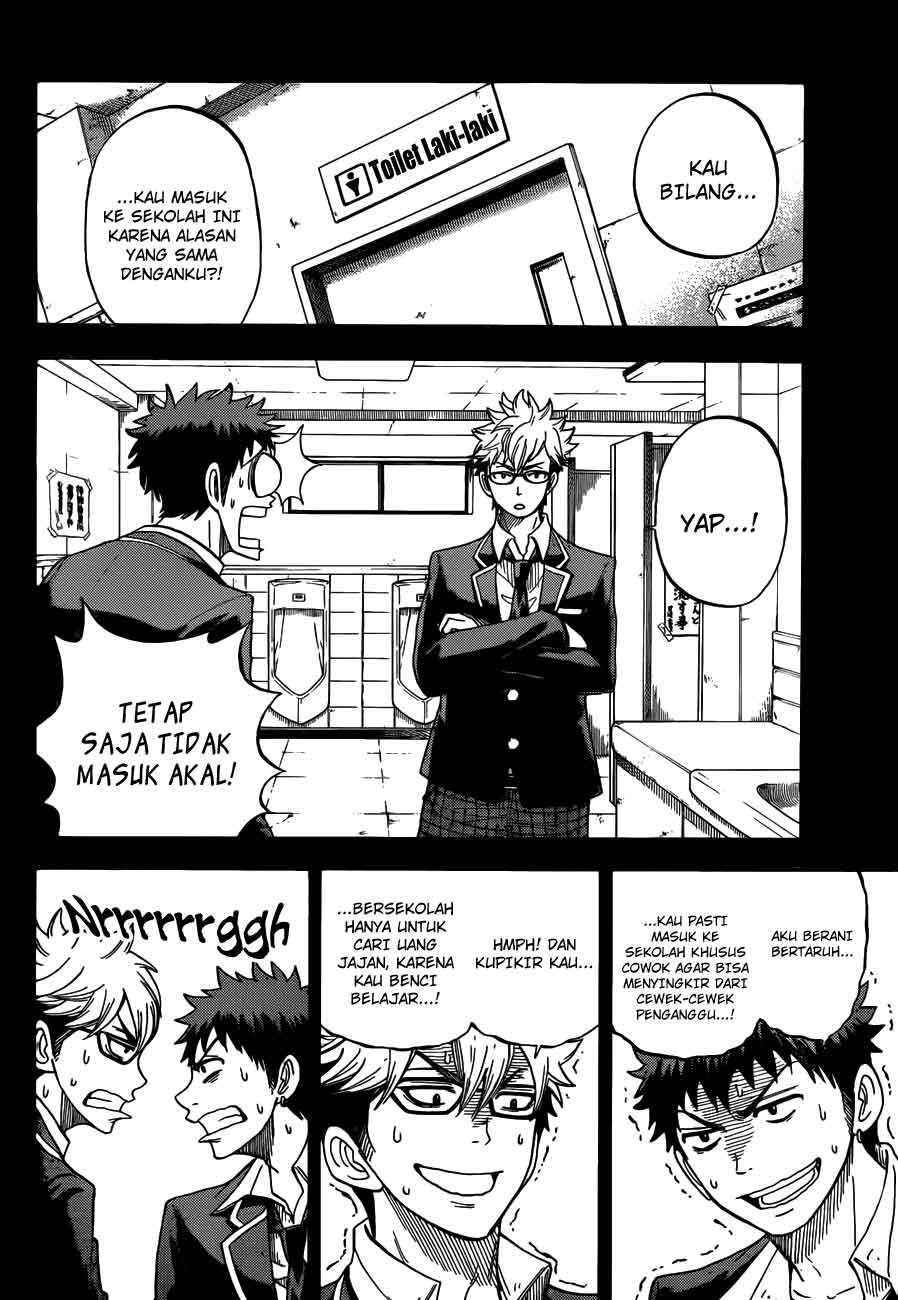 KAU
BILANG...
Toilet Laki-laki
...KAU MASUK
KE SEKOLAH INI
KARENA ALASAN
YANG SAMA
DENGANKU?!
YAP...!
TETAP
SAJA TIDAK
MASUK AKAL!
AKU BERANI
BERTARUH...
...KAU PASTI
MASUK KE
SEKOLAH KHUSUS
COWOK AGAR BISA
MENYINGKIR DARI
CEWEK-CEWEK
PENGANGGU...!
HMPH! DAN
KUPIKIR KAU...
...BERSEKOLAH
HANYA UNTUK
CARI UANG
JAJAN, KARENA
KAU BENCI
BELAJAR...!
Nrrrrrrggh